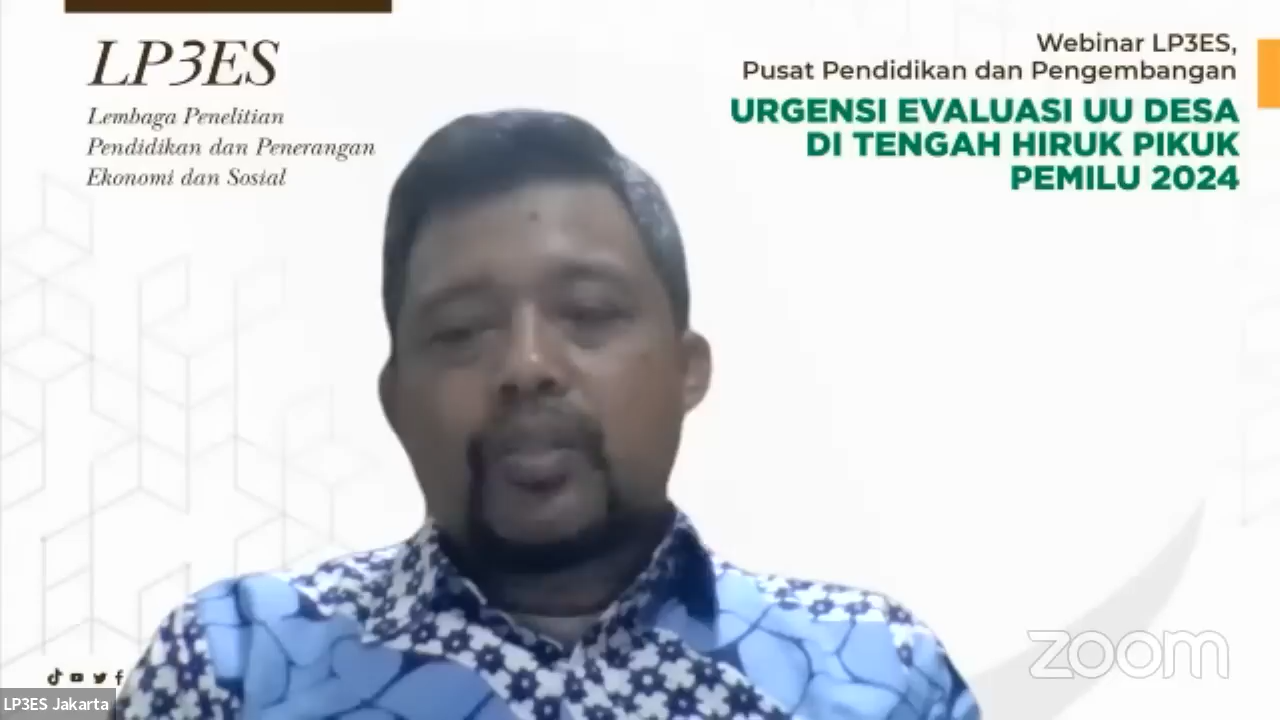 LP3ES
Lembaga Penelitian
Pendidikan dan Penerangan
Ekonomi dan Sosial
Webinar LP3ES,
Pusat Pendidikan dan Pengembangan
URGENSI EVALUASI UU DESA
DI TENGAH HIRUK PIKUK
PEMILU 2024
zoom
LP3ES Jakarta